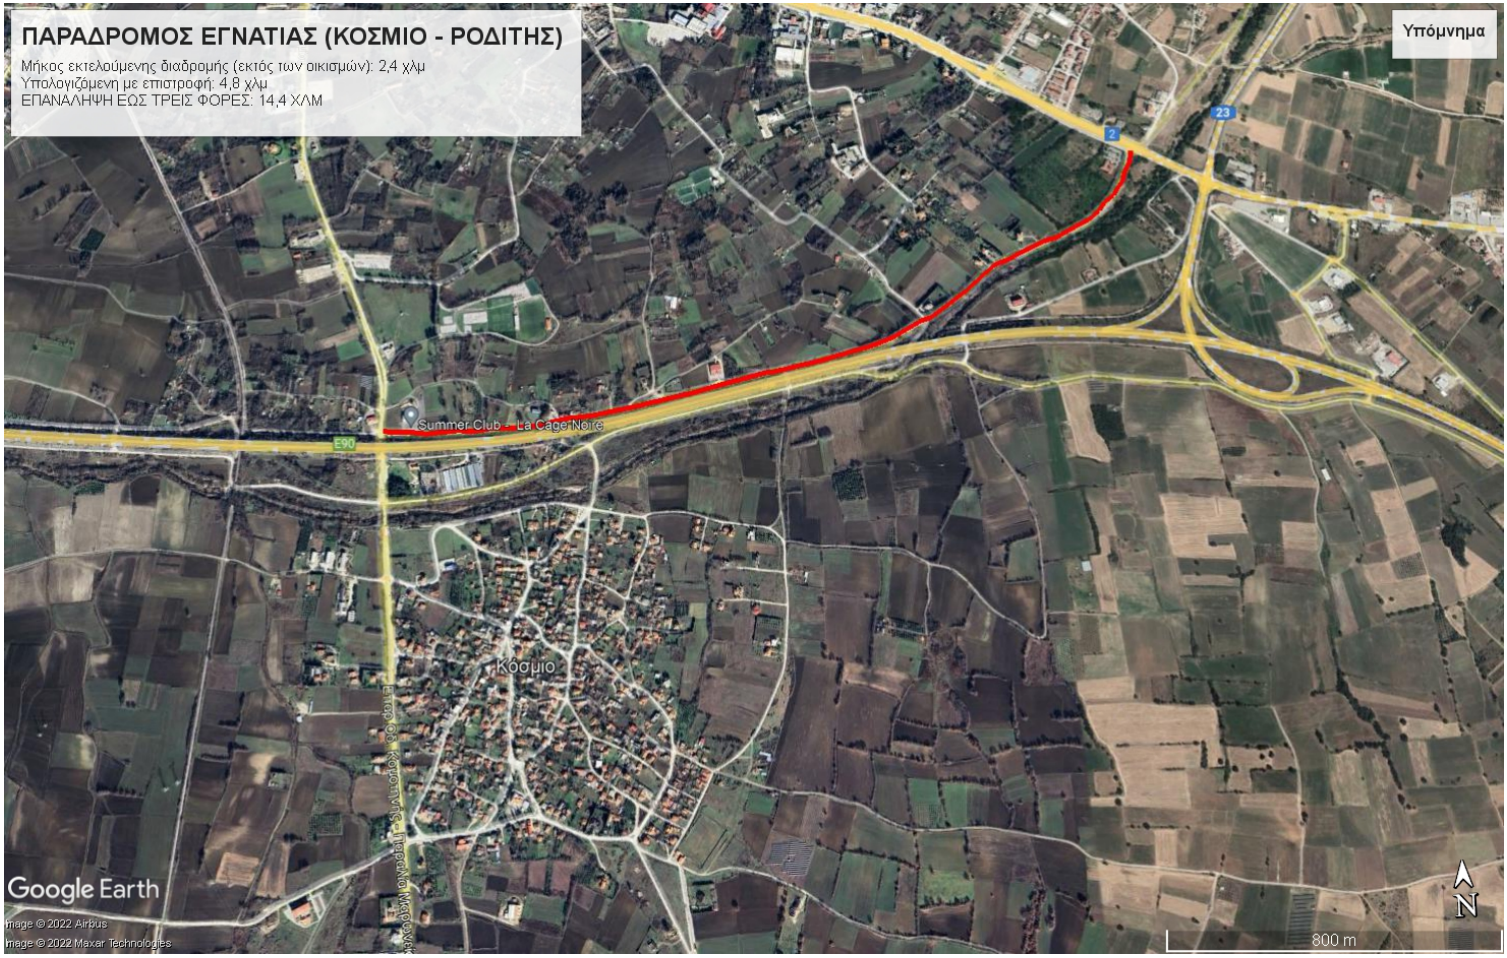 ΠΑΡΑΔΡΟΜΟΣ ΕΓΝΑΤΙΑΣ (ΚΟΣΜΙΟ - ΡΟΔΙΤΗΣ)
Μήκος εκτελούμενης διαδρομής (εκτός των οικισμών): 2,4 χλμ
Υπολογιζόμενη με επιστροφή: 4,8 χλμ
ΕΠΑΝΑΛΗΨΗ ΕΩΣ ΤΡΕΙΣ ΦΟΡΕΣ: 14,4 ΧΛΜ
Υπόμνημα
23
2
Summer Club - La Cage Noire
E90
Κόσμιο
Google Earth
Image © 2022 Airbus
Image © 2022 Maxar Technologies
800 m
N